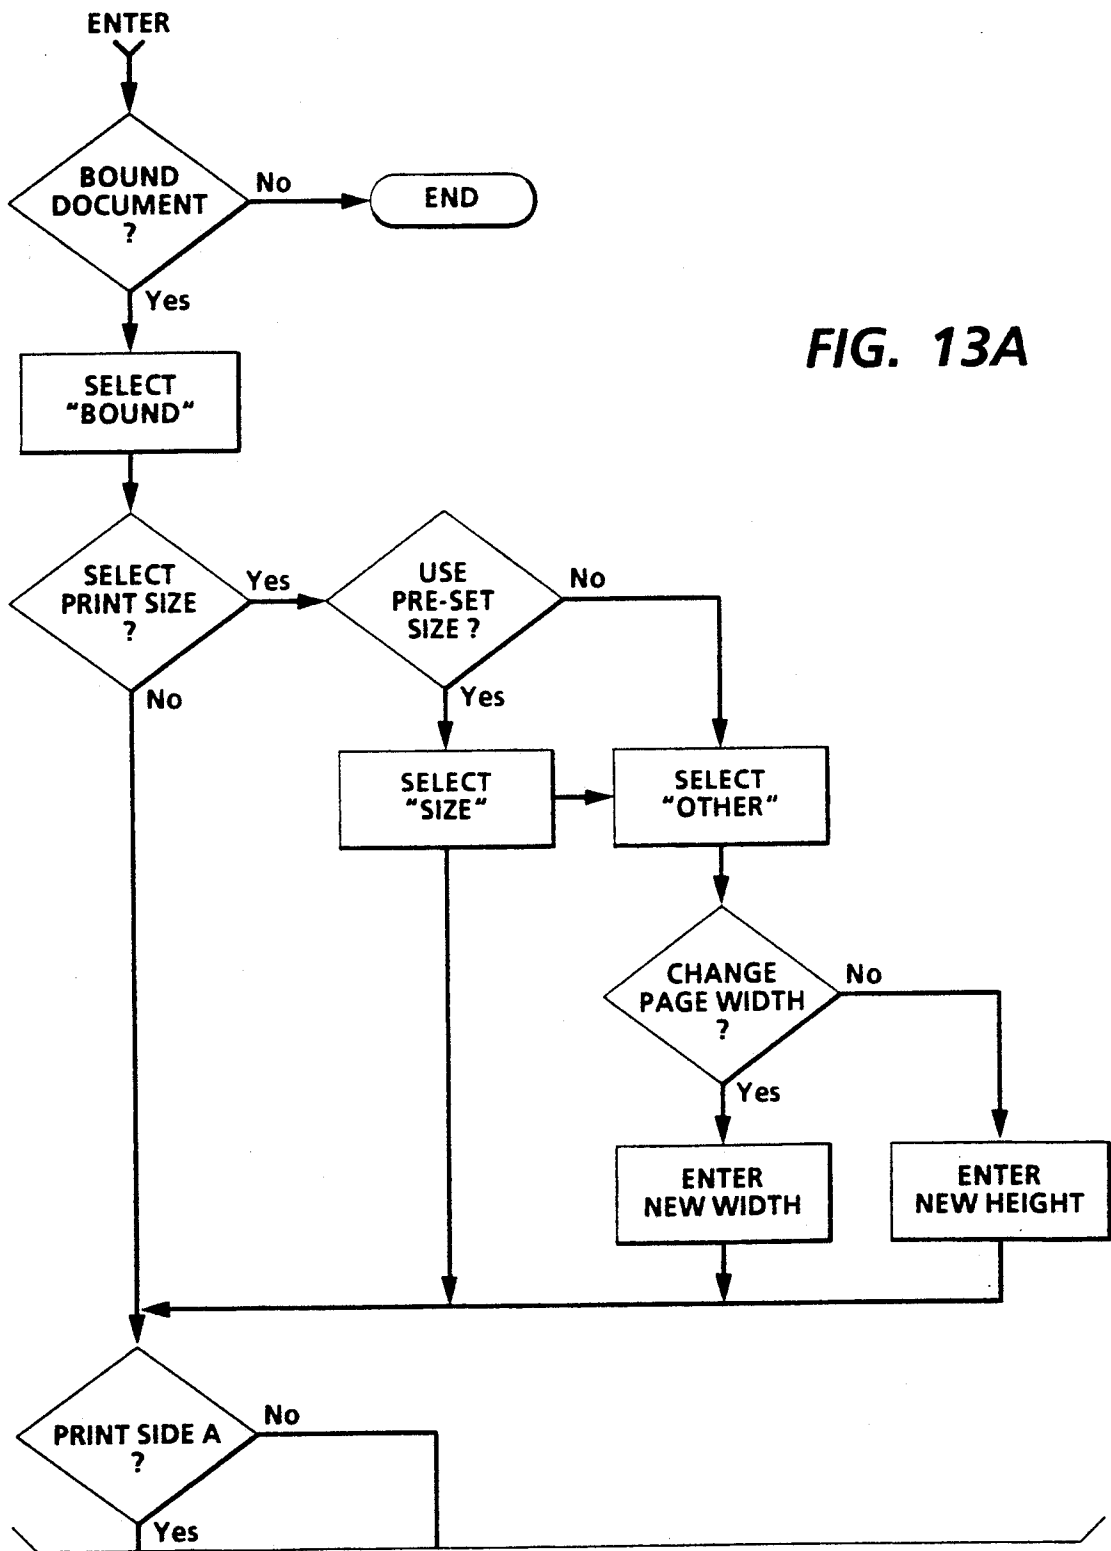 ENTER
BOUND
DOCUMENT
?
No
END
Yes
SELECT
"BOUND"
FIG. 13A
SELECT
PRINT SIZE
?
Yes
No
USE
PRE-SET
SIZE ?
No
Yes
SELECT
"SIZE"
SELECT
"OTHER"
CHANGE
PAGE WIDTH
?
No
Yes
ENTER
NEW WIDTH
ENTER
NEW HEIGHT
PRINT SIDE A
?
No
Yes